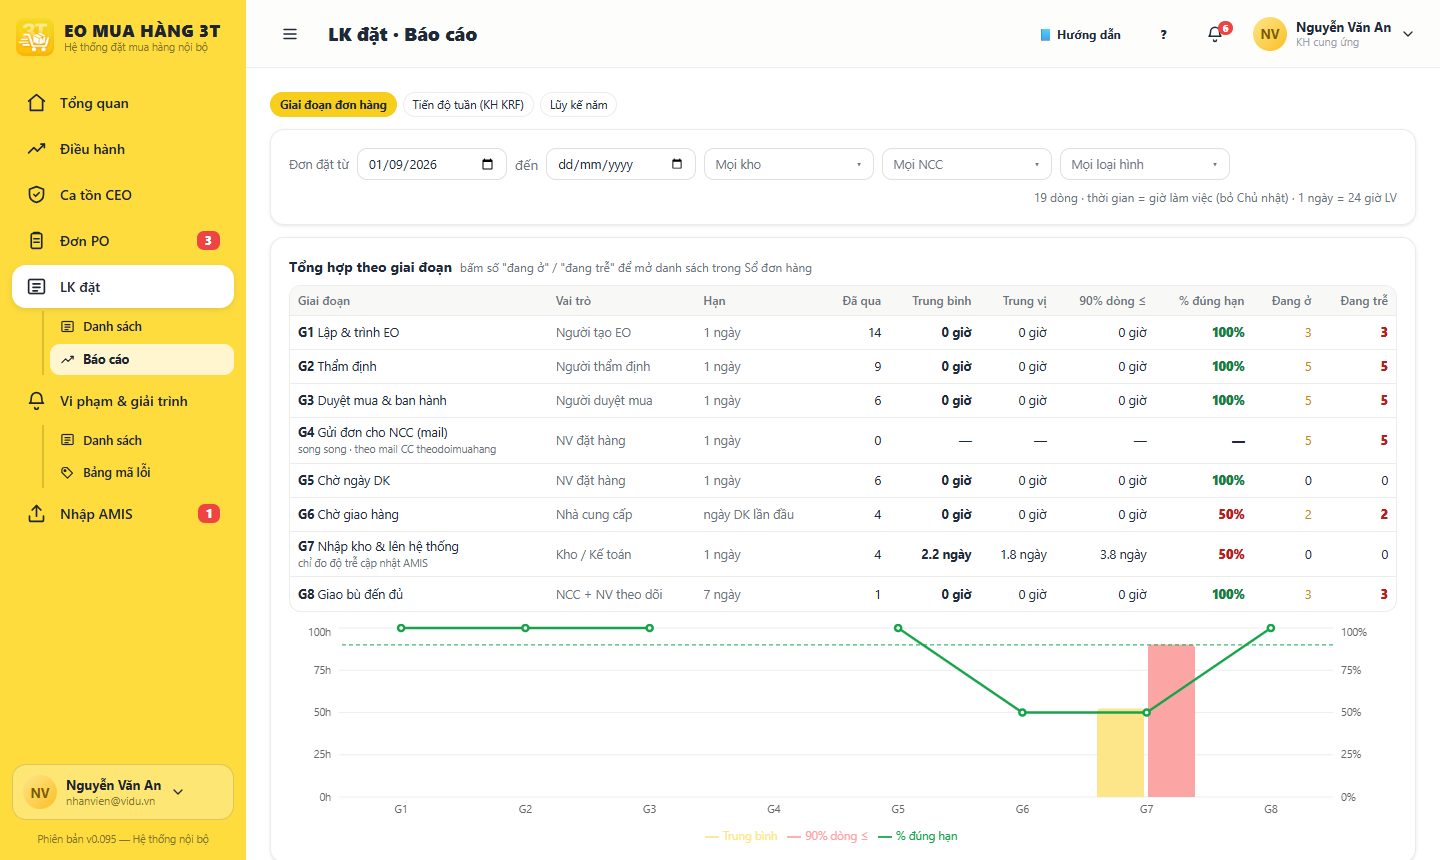 EO MUA HÀNG 3T
Hệ thống đặt mua hàng nội bộ
Tổng quan
Điều hành
Ca tồn CEO
Đơn PO 3
LK đặt
Danh sách
Báo cáo
Vi phạm & giải trình
Danh sách
Bảng mã lỗi
Nhập AMIS 1
NV Nguyễn Văn An
nhanvien@vidu.vn
Phiên bản v0.095 — Hệ thống nội bộ
LK đặt · Báo cáo
Hướng dẫn ? 6 NV Nguyễn Văn An
KH cung ứng
Giai đoạn đơn hàng Tiến độ tuần (KH KRF) Lũy kế năm
Đơn đặt từ 01/09/2026 đến dd/mm/yyyy Mọi kho Mọi NCC Mọi loại hình
19 dòng · thời gian = giờ làm việc (bỏ Chủ nhật) · 1 ngày = 24 giờ LV
Tổng hợp theo giai đoạn bấm số "đang ở" / "đang trễ" để mở danh sách trong Sổ đơn hàng
Giai đoạn Vai trò Hạn Đã qua Trung bình Trung vị 90% dòng ≤ % đúng hạn Đang ở Đang trễ
G1 Lập & trình EO Người tạo EO 1 ngày 14 0 giờ 0 giờ 0 giờ 100% 3 3
G2 Thẩm định Người thẩm định 1 ngày 9 0 giờ 0 giờ 0 giờ 100% 5 5
G3 Duyệt mua & ban hành Người duyệt mua 1 ngày 6 0 giờ 0 giờ 0 giờ 100% 5 5
G4 Gửi đơn cho NCC (mail) NV đặt hàng 1 ngày 0 — — — — 5 5
song song · theo mail CC theodoimuahang
G5 Chờ ngày DK NV đặt hàng 1 ngày 6 0 giờ 0 giờ 0 giờ 100% 0 0
G6 Chờ giao hàng Nhà cung cấp ngày DK lần đầu 4 0 giờ 0 giờ 0 giờ 50% 2 2
G7 Nhập kho & lên hệ thống Kho / Kế toán 1 ngày 4 2.2 ngày 1.8 ngày 3.8 ngày 50% 0 0
chỉ đo độ trễ cập nhật AMIS
G8 Giao bù đến đủ NCC + NV theo dõi 7 ngày 1 0 giờ 0 giờ 0 giờ 100% 3 3
100h 100%
75h 75%
50h 50%
25h 25%
0h 0%
G1 G2 G3 G4 G5 G6 G7 G8
Trung bình 90% dòng ≤ % đúng hạn